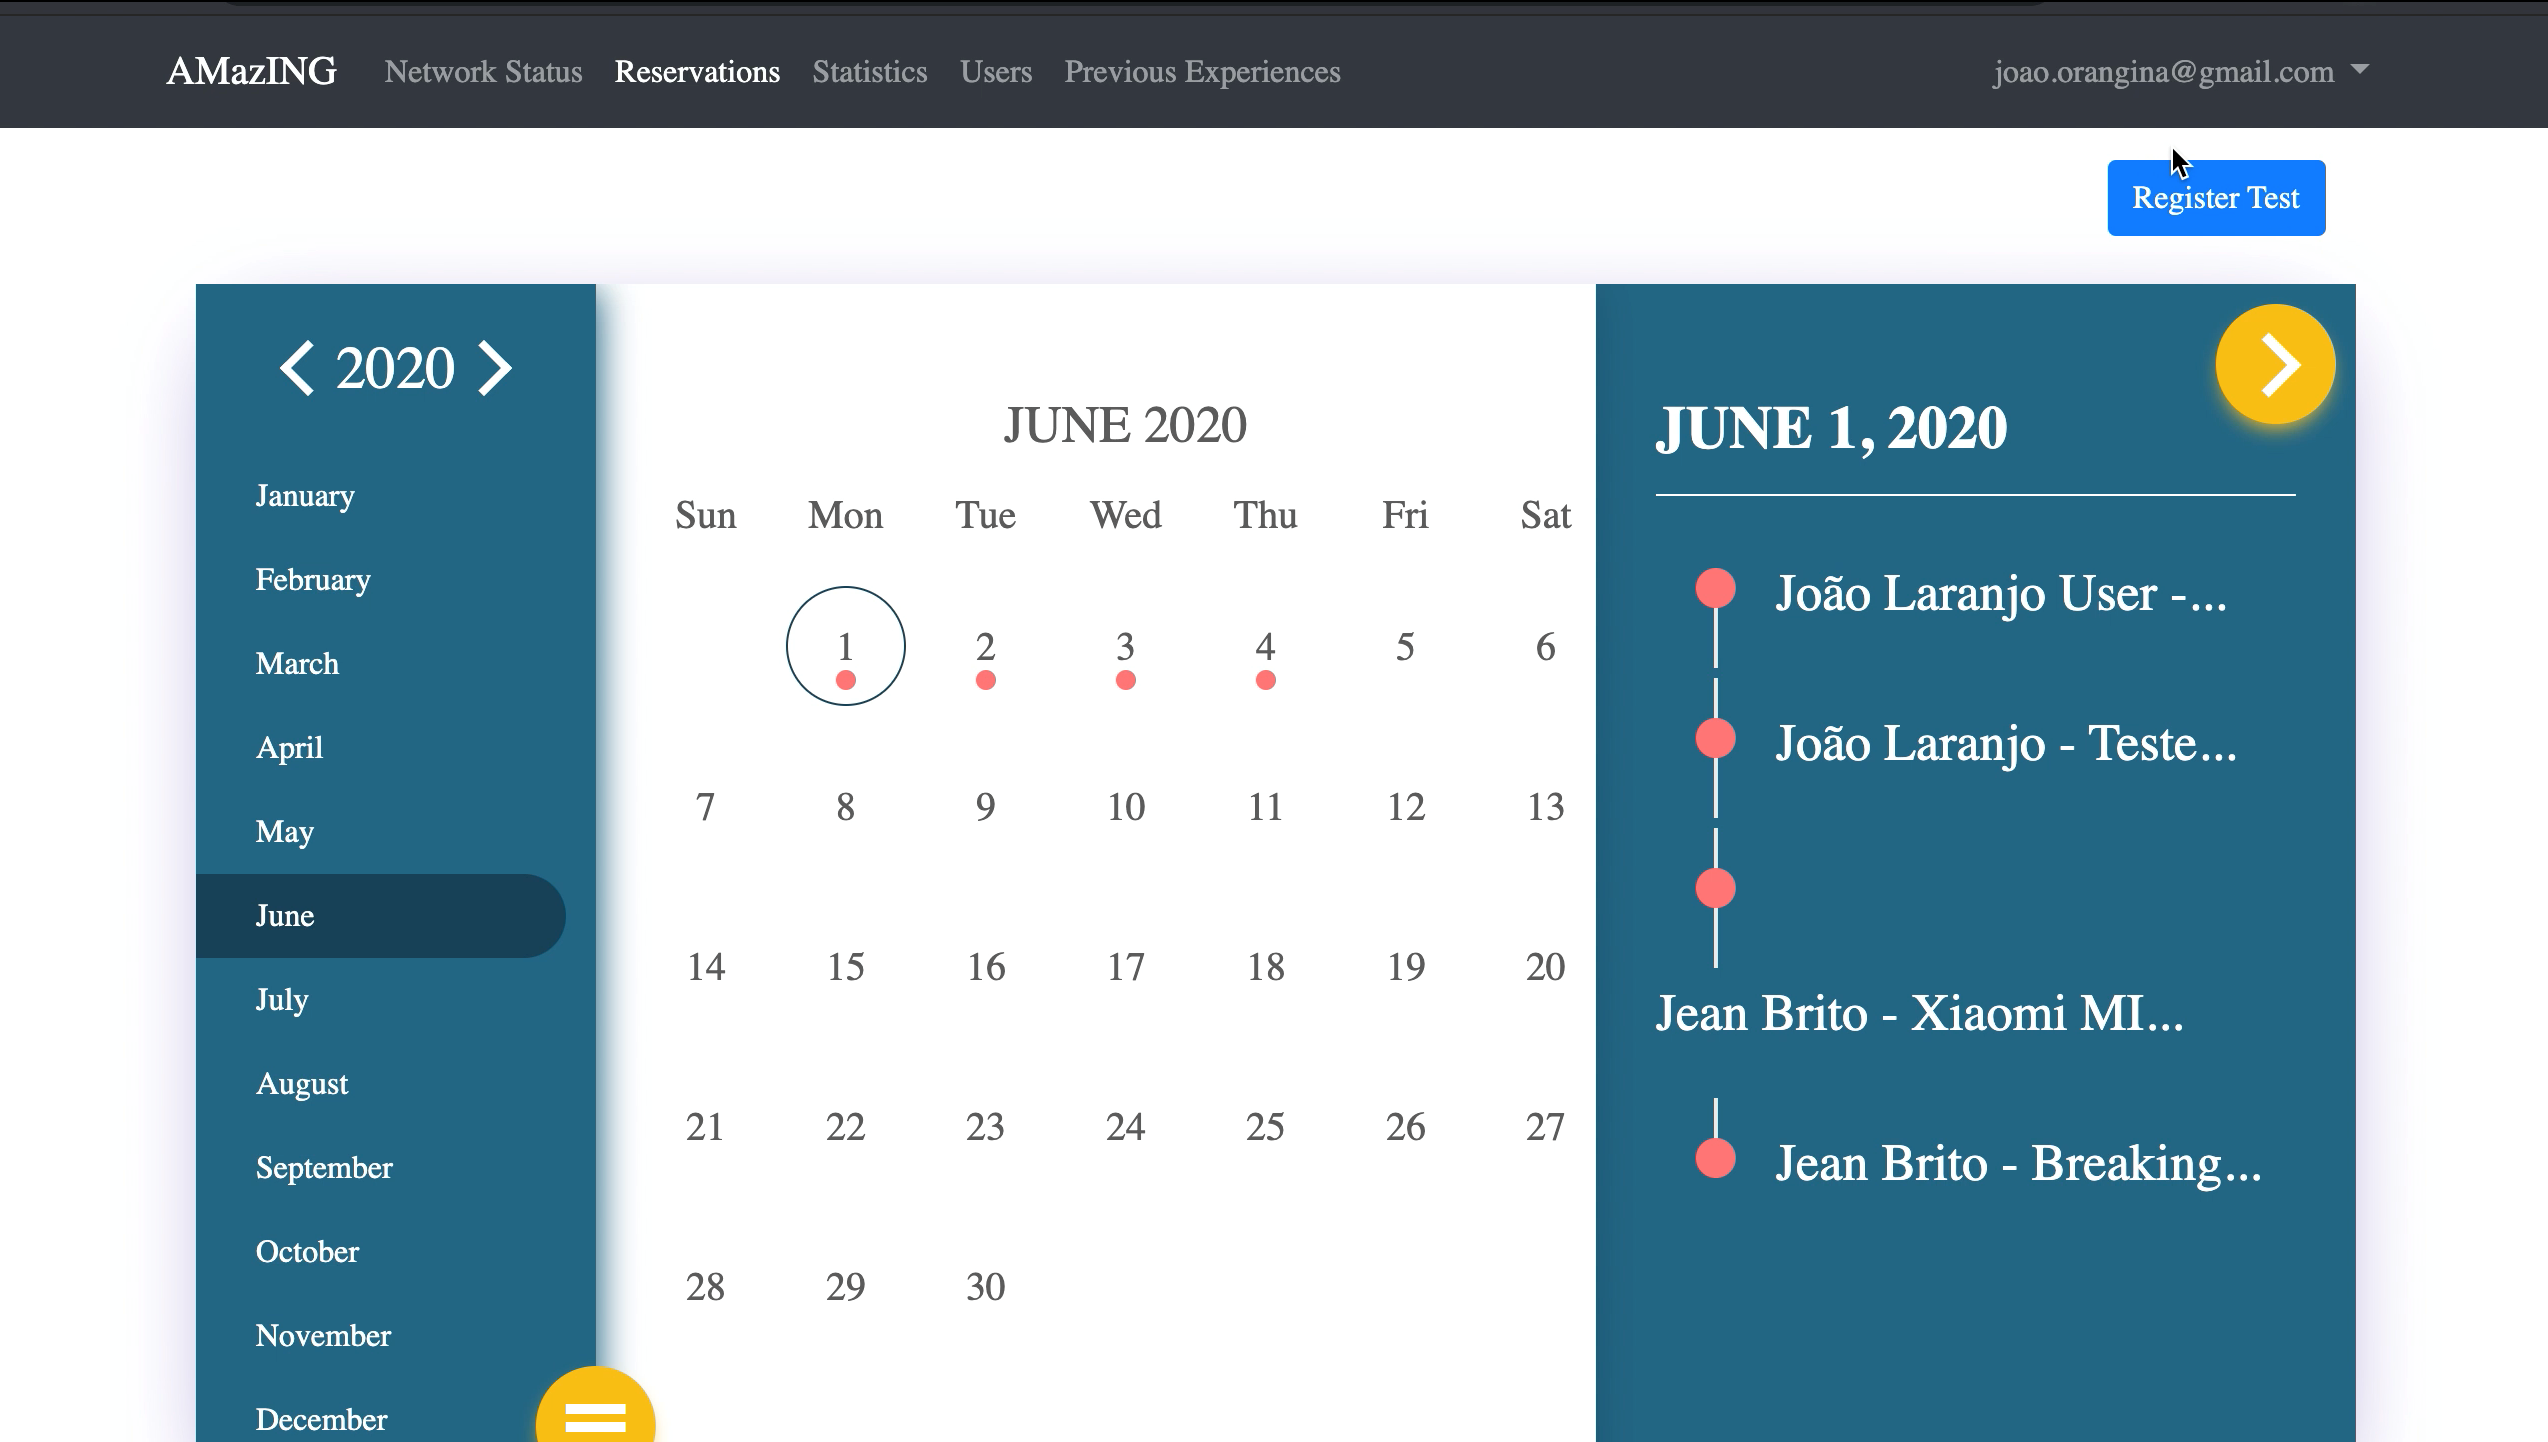 AMazING Network Status Reservations Statistics Users Previous Experiences joao.orangina@gmail.com
Register Test
2020
January
February
March
April
May
June
July
August
September
October
November
December
JUNE 2020
Sun Mon Tue Wed Thu Fri Sat
1 2 3 4 5 6
7 8 9 10 11 12 13
14 15 16 17 18 19 20
21 22 23 24 25 26 27
28 29 30
JUNE 1, 2020
João Laranjo User -...
João Laranjo - Teste...
Jean Brito - Xiaomi MI...
Jean Brito - Breaking...